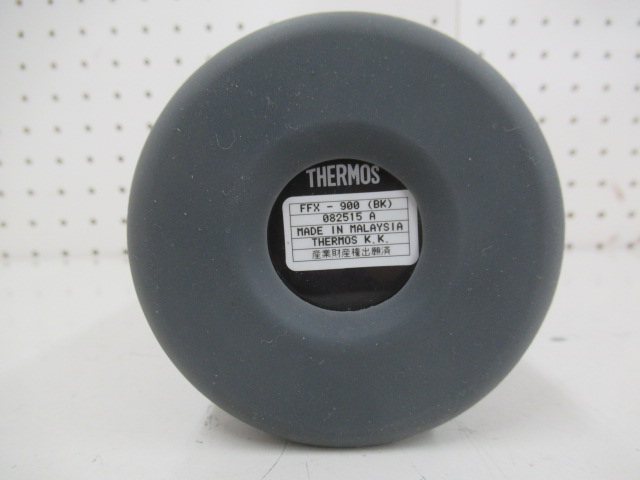 THERMOS
FFX - 900 (BK)
082515 A
MADE IN MALAYSIA
THERMOS K.K.
産業財産権出願済